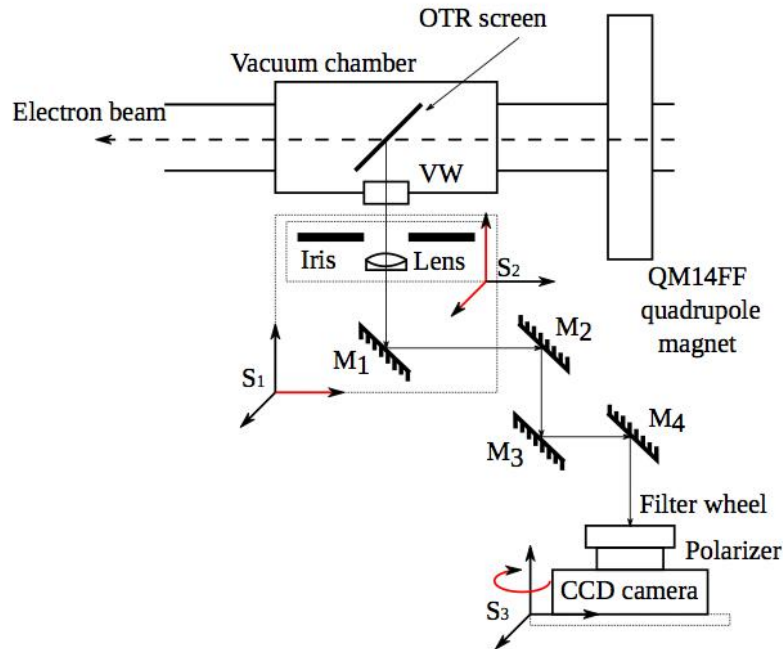 OTR screen
Vacuum chamber
Electron beam
VW
Iris
Lens
S2
QM14FF
quadrupole
magnet
M1
M2
S1
M3
M4
Filter wheel
Polarizer
CCD camera
S3